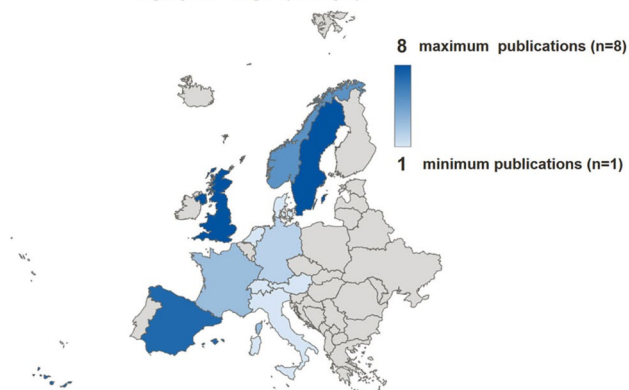 8 maximum publications (n=8)
1 minimum publications (n=1)